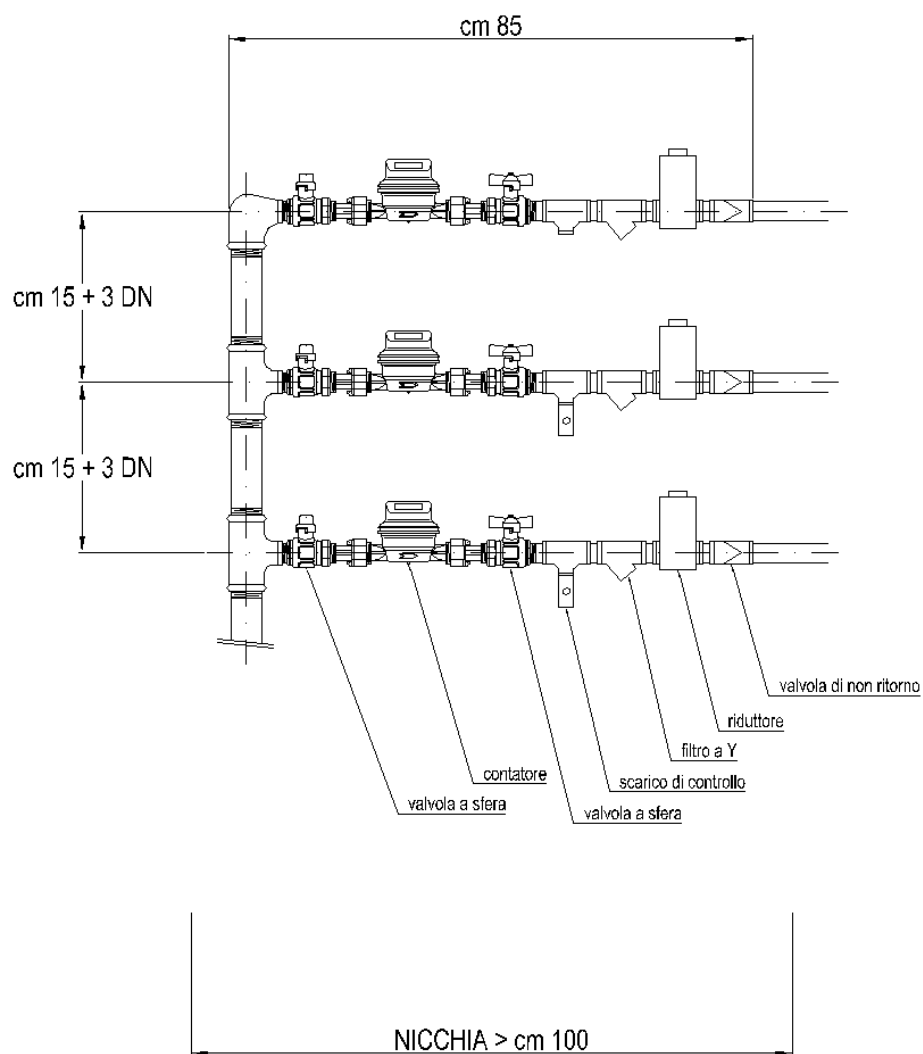 cm 85
cm 15 + 3 DN
cm 15 + 3 DN
valvola di non ritorno
riduttore
filtro a Y
contatore
scarico di controllo
valvola a sfera
valvola a sfera
NICCHIA > cm 100